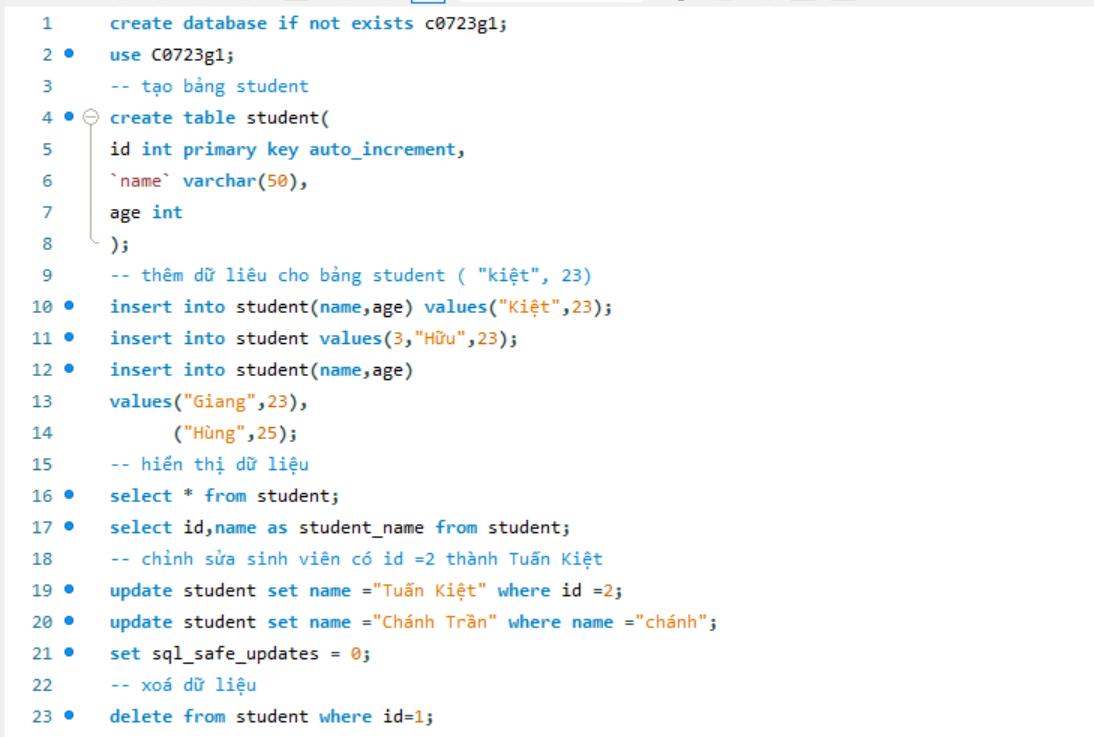 1 create database if not exists c0723g1;
2 use C0723g1;
3 -- tạo bảng student
4 create table student(
5 id int primary key auto_increment,
6 `name` varchar(50),
7 age int
8 );
9 -- thêm dữ liêu cho bảng student ( "kiệt", 23)
10 insert into student(name,age) values("Kiệt",23);
11 insert into student values(3,"Hữu",23);
12 insert into student(name,age)
13 values("Giang",23),
14 ("Hùng",25);
15 -- hiển thị dữ liệu
16 select * from student;
17 select id,name as student_name from student;
18 -- chỉnh sửa sinh viên có id =2 thành Tuấn Kiệt
19 update student set name ="Tuấn Kiệt" where id =2;
20 update student set name ="Chánh Trần" where name ="chánh";
21 set sql_safe_updates = 0;
22 -- xoá dữ liệu
23 delete from student where id=1;